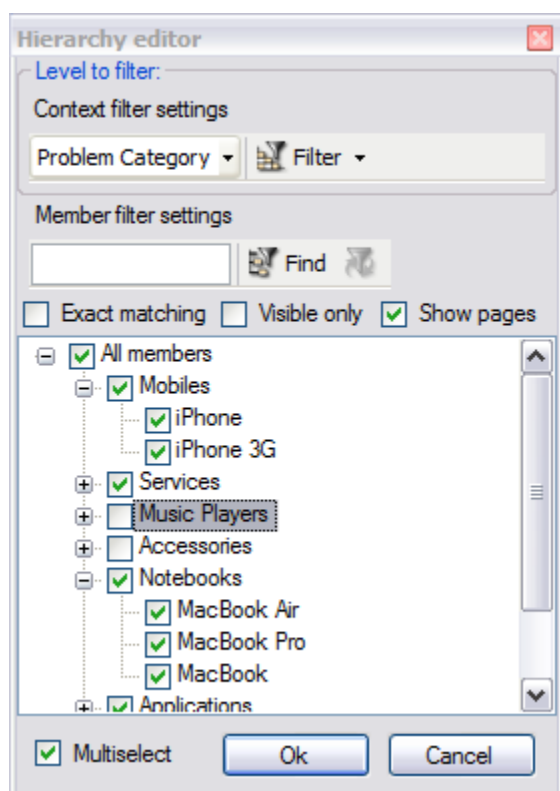 Hierarchy editor
Level to filter:
Context filter settings
Problem Category Filter
Member filter settings
Find
Exact matching Visible only Show pages
All members
Mobiles
iPhone
iPhone 3G
Services
Music Players
Accessories
Notebooks
MacBook Air
MacBook Pro
MacBook
Applications
Multiselect Ok Cancel